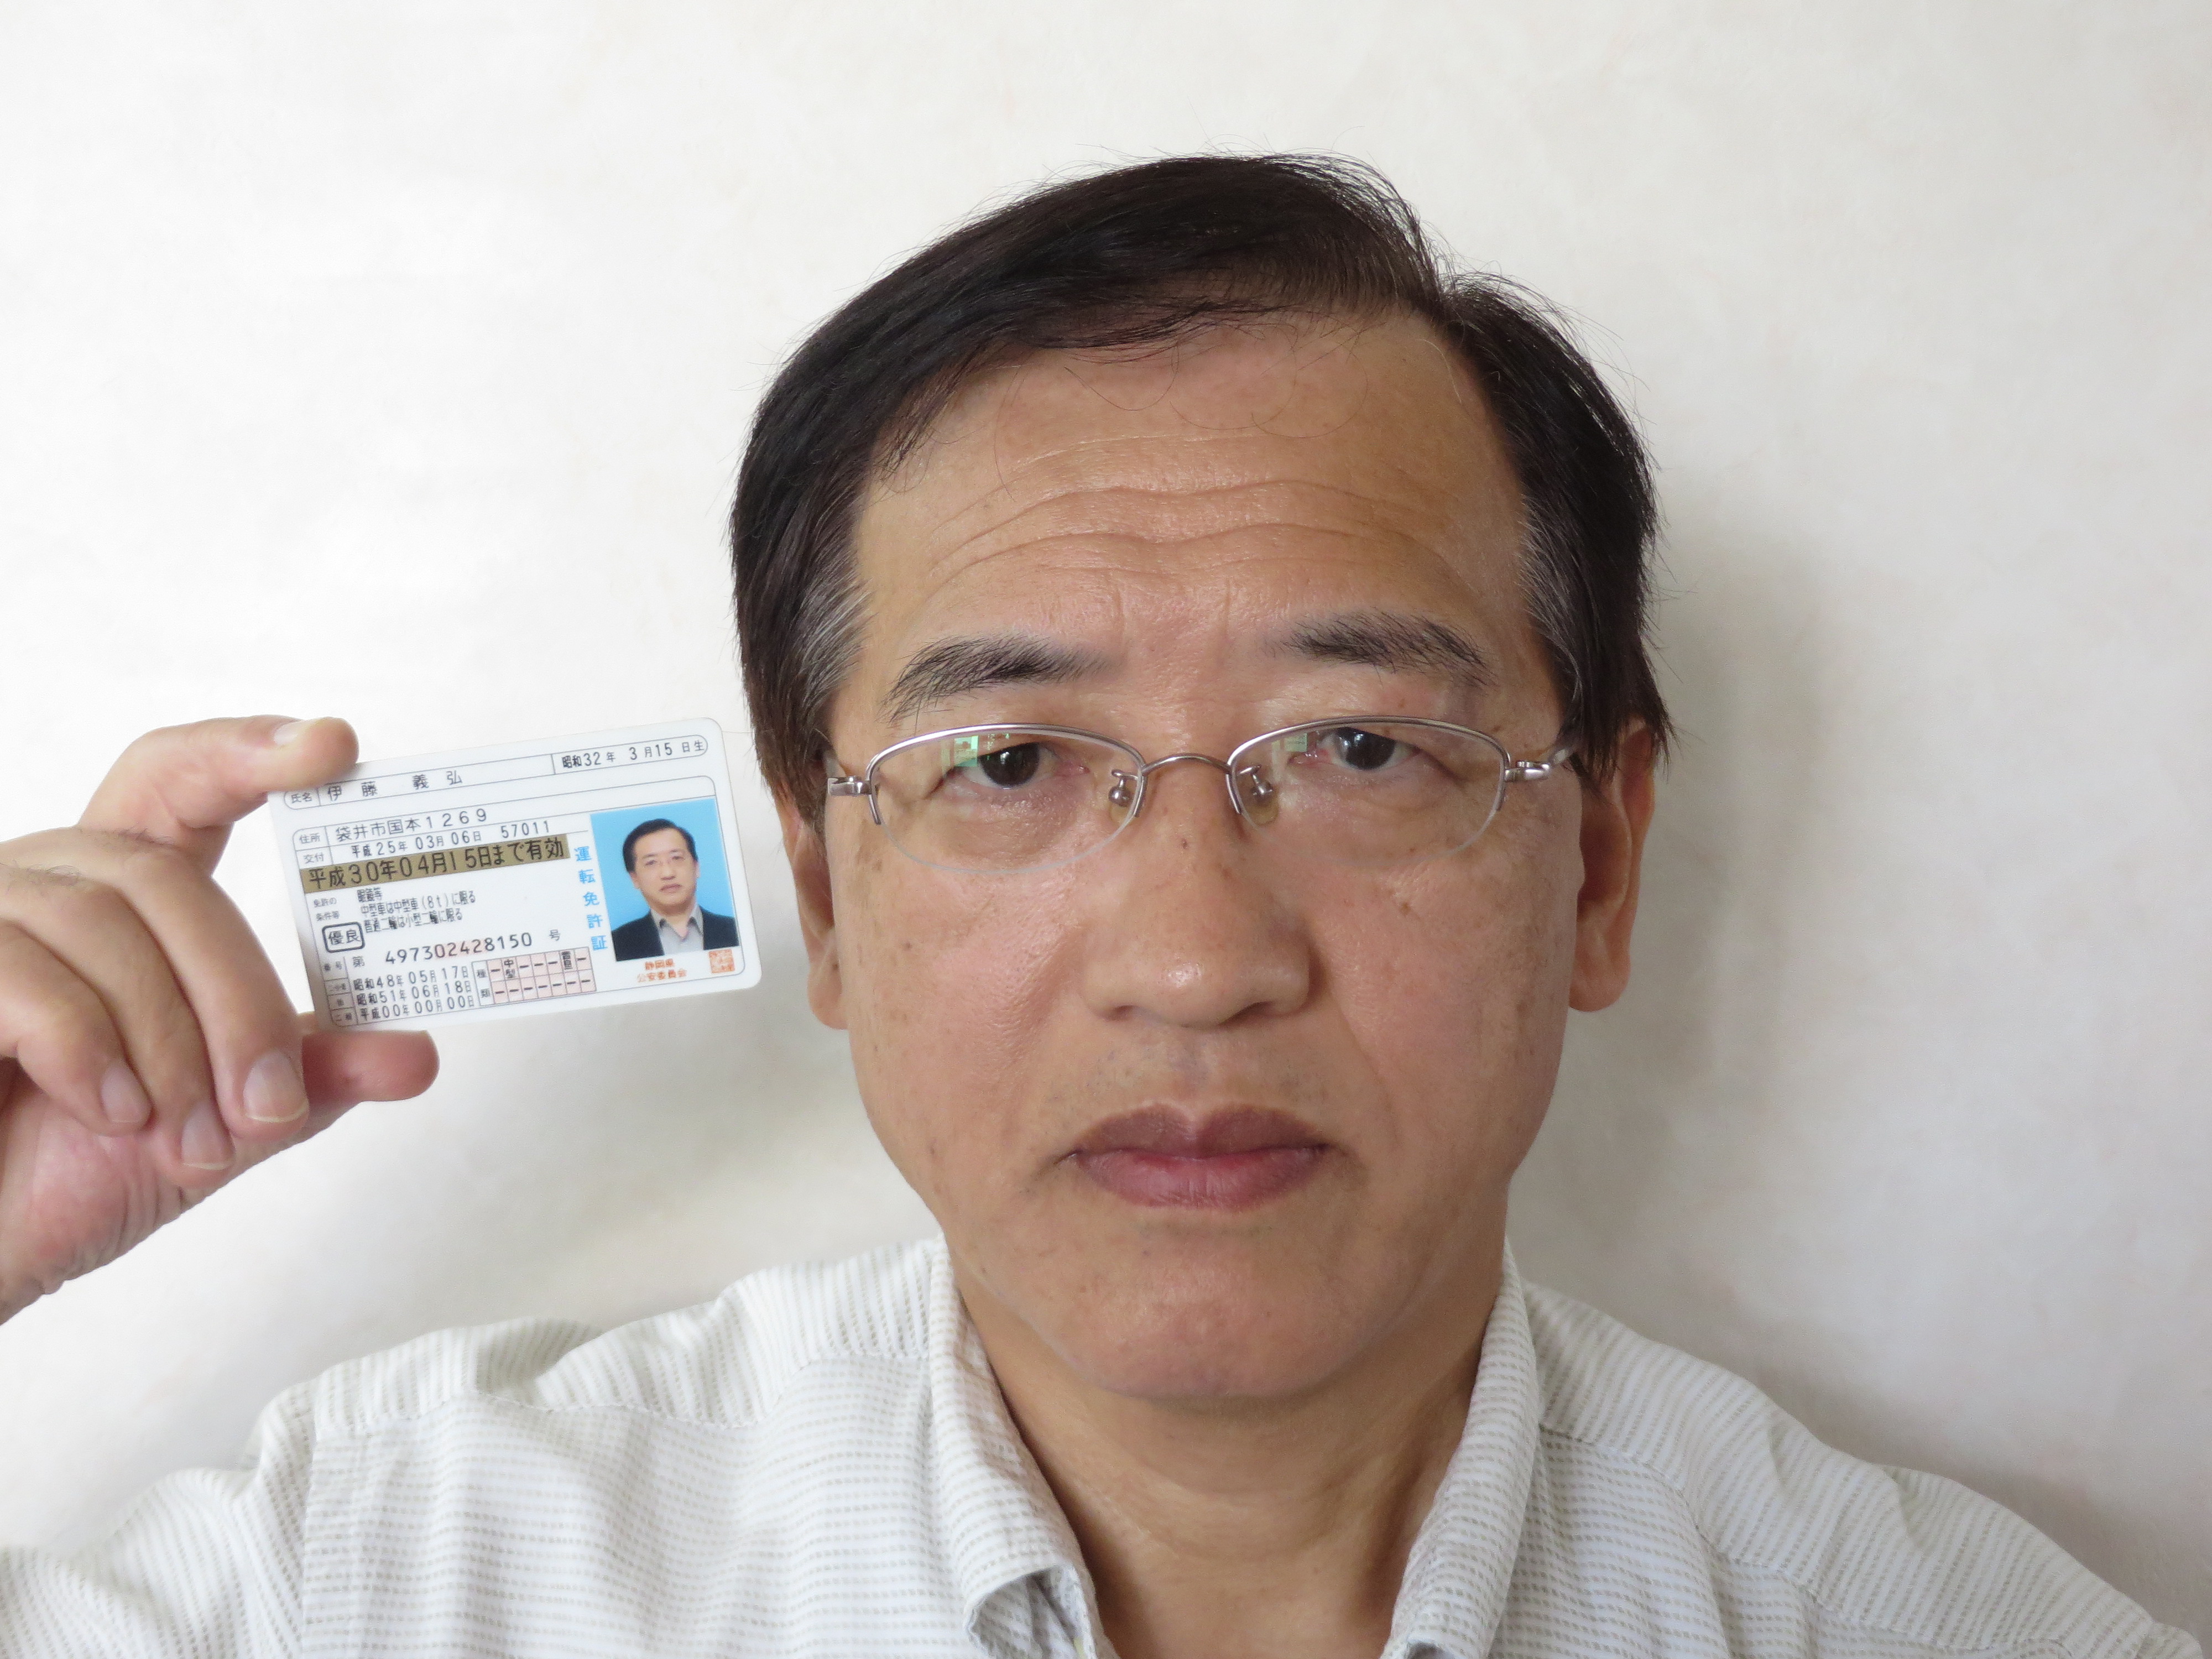 氏名 伊藤 義弘 昭和32年 3月15日生
住所 袋井市国本1269
交付 平成25年03月06日 57011
平成30年04月15日まで有効
免許の条件等 眼鏡等
中型車は中型車(8t)に限る
普通二輪は小型二輪に限る
優良
番号 第 497302428150 号
二・小・原 昭和48年05月17日
他 昭和51年06月18日
二種 平成00年00月00日
種類 中型 普
運転免許証
静岡県
公安委員会